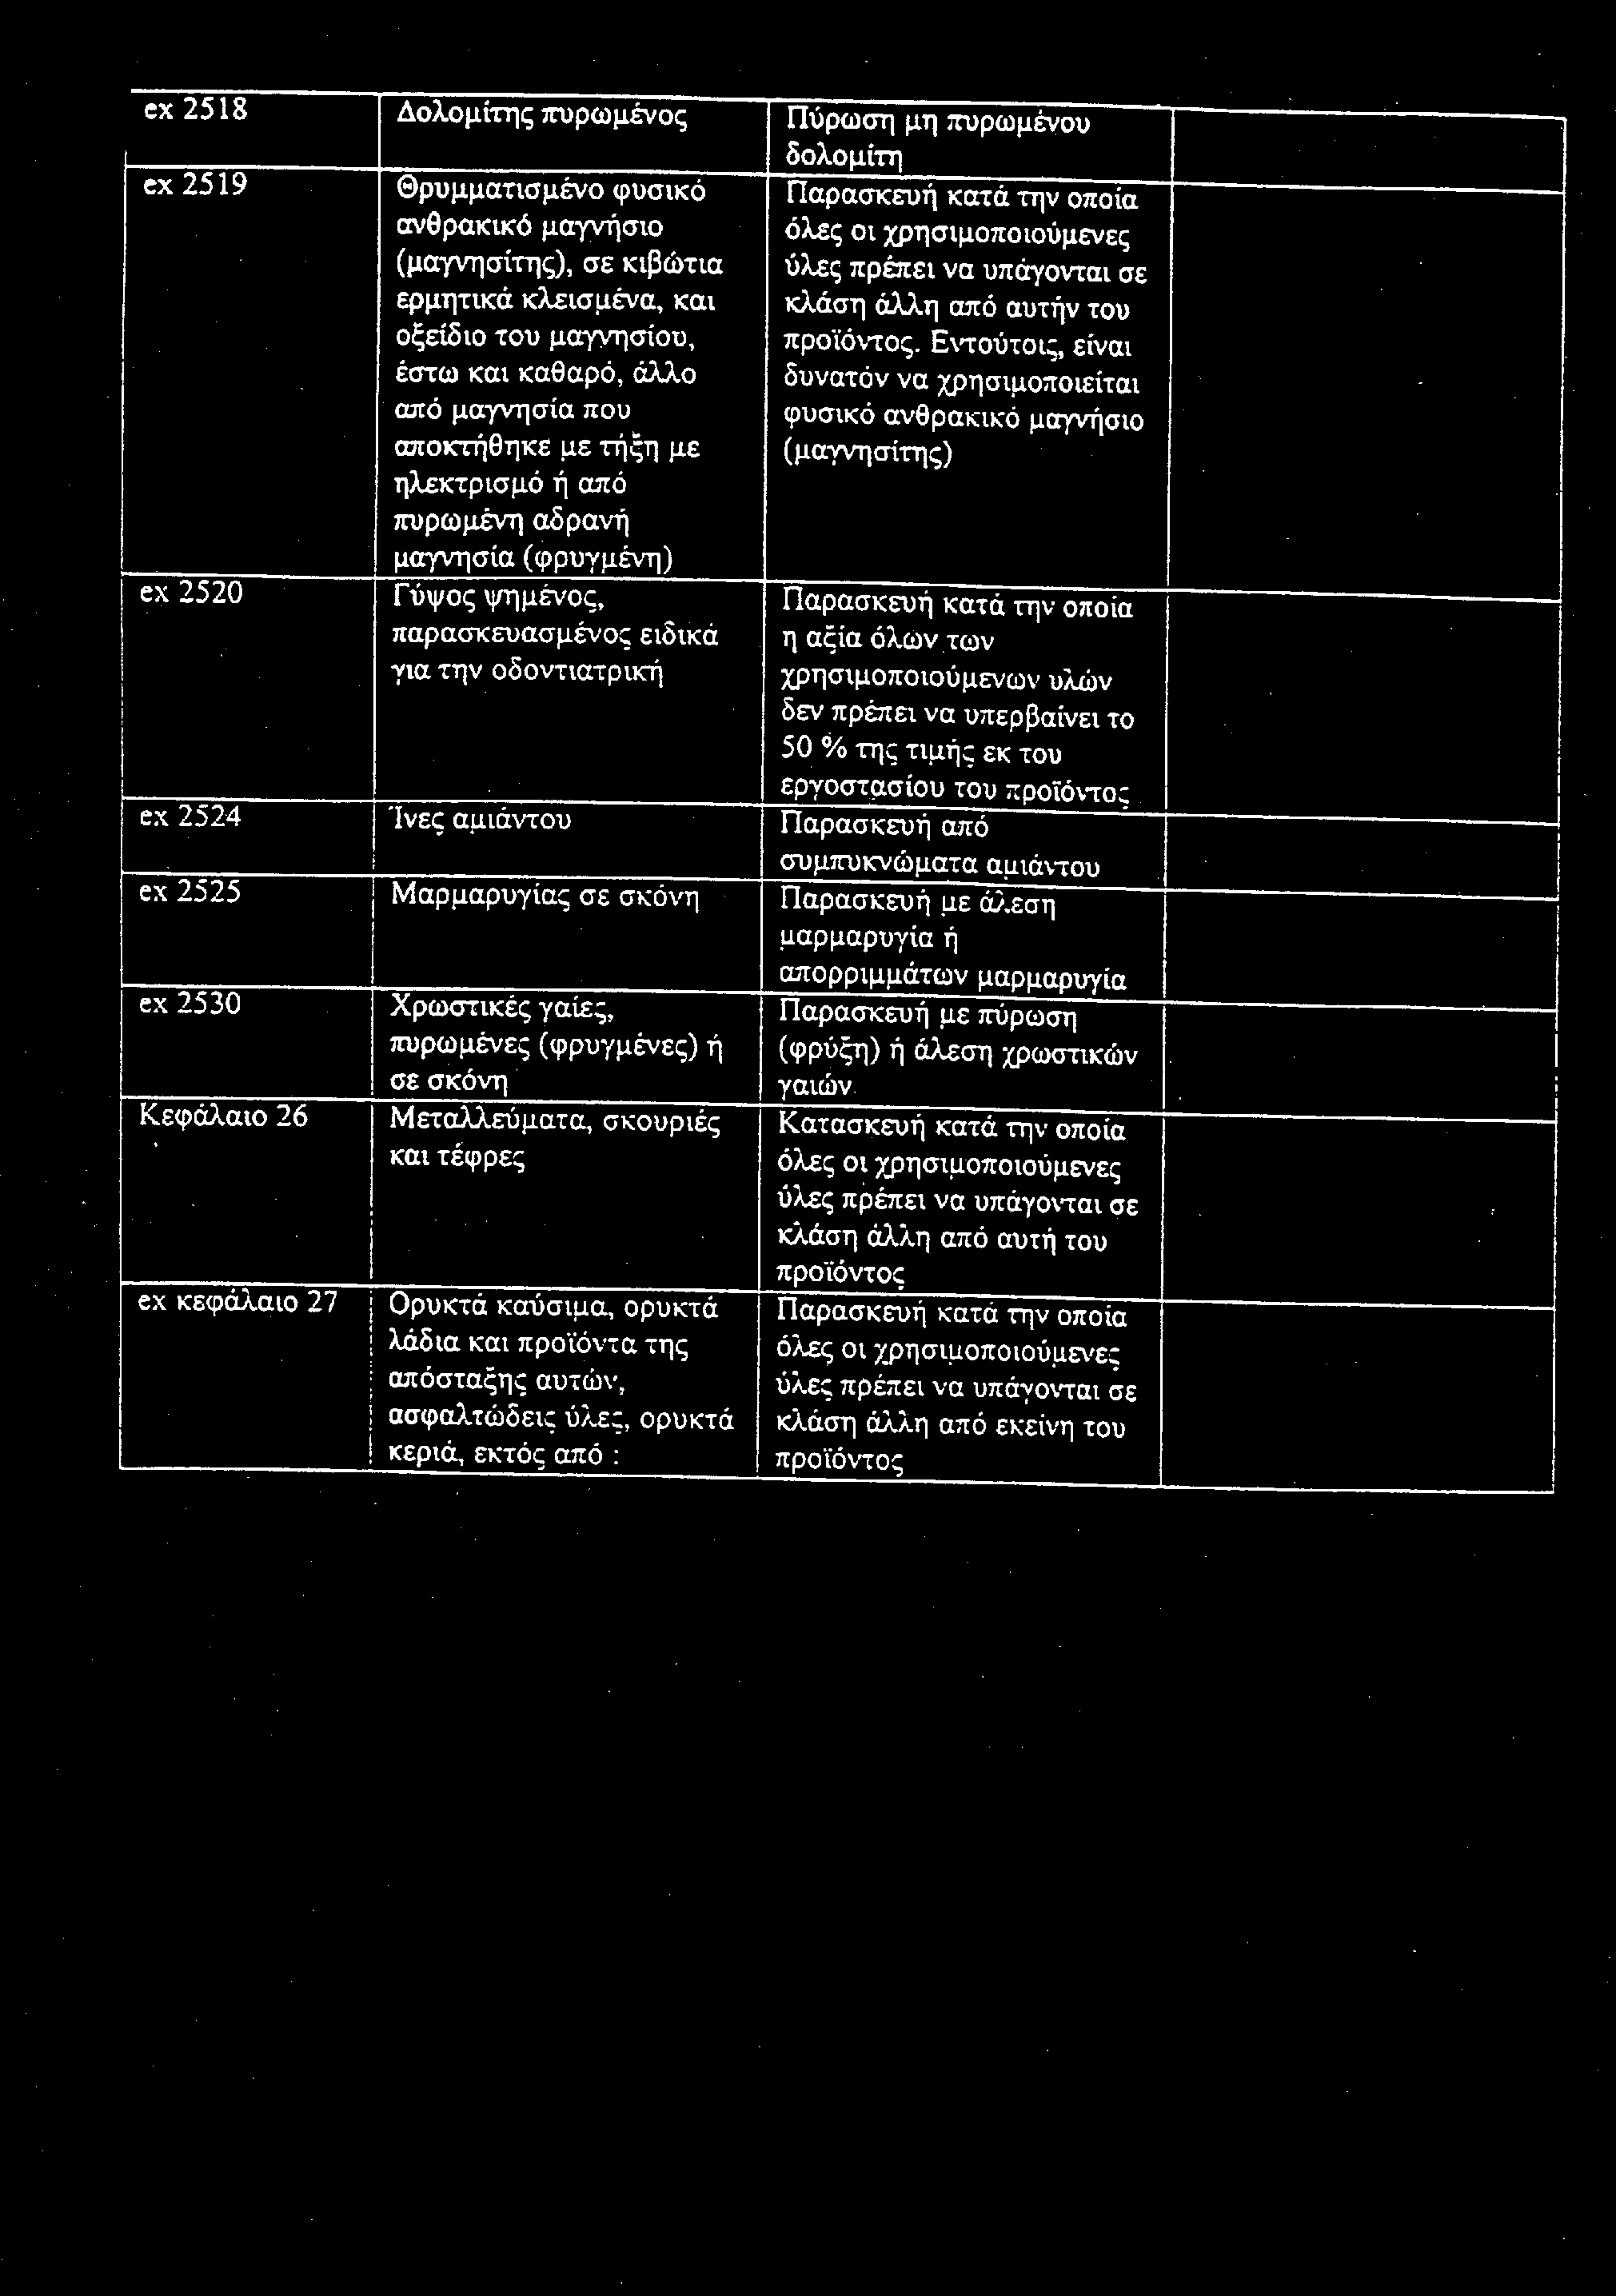 ex 2518
Δολομίτης πυρωμένος
Πύρωση μη πυρωμένου
δολομίτη
ex 2519
Θρυμματισμένο φυσικό
ανθρακικό μαγνήσιο
(μαγνησίτης), σε κιβώτια
ερμητικά κλεισμένα, και
οξείδιο του μαγνησίου,
έστω και καθαρό, άλλο
από μαγνησία που
αποκτήθηκε με τήξη με
ηλεκτρισμό ή από
πυρωμένη αδρανή
μαγνησία (φρυγμένη)
Παρασκευή κατά την οποία
όλες οι χρησιμοποιούμενες
ύλες πρέπει να υπάγονται σε
κλάση άλλη από αυτήν του
προϊόντος. Εντούτοις, είναι
δυνατόν να χρησιμοποιείται
φυσικό ανθρακικό μαγνήσιο
(μαγνησίτης)
ex 2520
Γύψος ψημένος,
παρασκευασμένος ειδικά
για την οδοντιατρική
Παρασκευή κατά την οποία
η αξία όλων των
χρησιμοποιούμενων υλών
δεν πρέπει να υπερβαίνει το
50 % της τιμής εκ του
εργοστασίου του προϊόντος
ex 2524
Ίνες αμιάντου
Παρασκευή από
συμπυκνώματα αμιάντου
ex 2525
Μαρμαρυγίας σε σκόνη
Παρασκευή με άλεση
μαρμαρυγία ή
απορριμμάτων μαρμαρυγία
ex 2530
Χρωστικές γαίες,
πυρωμένες (φρυγμένες) ή
σε σκόνη
Παρασκευή με πύρωση
(φρύξη) ή άλεση χρωστικών
γαιών
Κεφάλαιο 26
Μεταλλεύματα, σκουριές
και τέφρες
Κατασκευή κατά την οποία
όλες οι χρησιμοποιούμενες
ύλες πρέπει να υπάγονται σε
κλάση άλλη από αυτή του
προϊόντος
ex κεφάλαιο 27
Ορυκτά καύσιμα, ορυκτά
λάδια και προϊόντα της
απόσταξης αυτών,
ασφαλτώδεις ύλες, ορυκτά
κεριά, εκτός από :
Παρασκευή κατά την οποία
όλες οι χρησιμοποιούμενες
ύλες πρέπει να υπάγονται σε
κλάση άλλη από εκείνη του
προϊόντος